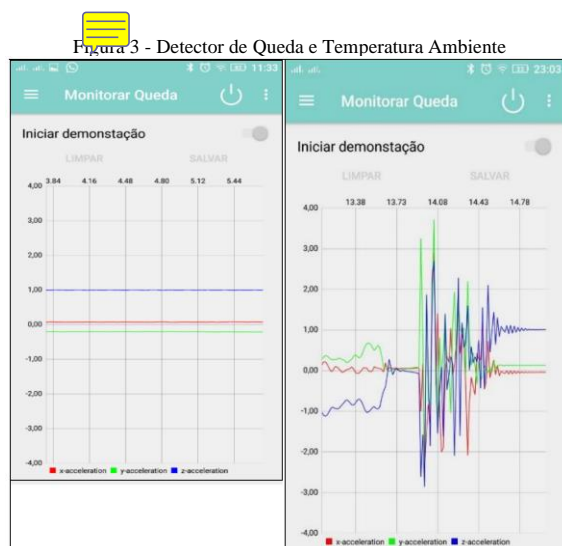 Figura 3 - Detector de Queda e Temperatura Ambiente
11:33
Monitorar Queda
Iniciar demonstação
LIMPAR SALVAR
3.84 4.16 4.48 4.80 5.12 5.44
4,00
3,00
2,00
1,00
0,00
-1,00
-2,00
-3,00
-4,00
x-acceleration y-acceleration z-acceleration
23:03
Monitorar Queda
Iniciar demonstação
LIMPAR SALVAR
13.38 13.73 14.08 14.43 14.78
4,00
3,00
2,00
1,00
0,00
-1,00
-2,00
-3,00
-4,00
x-acceleration y-acceleration z-acceleration